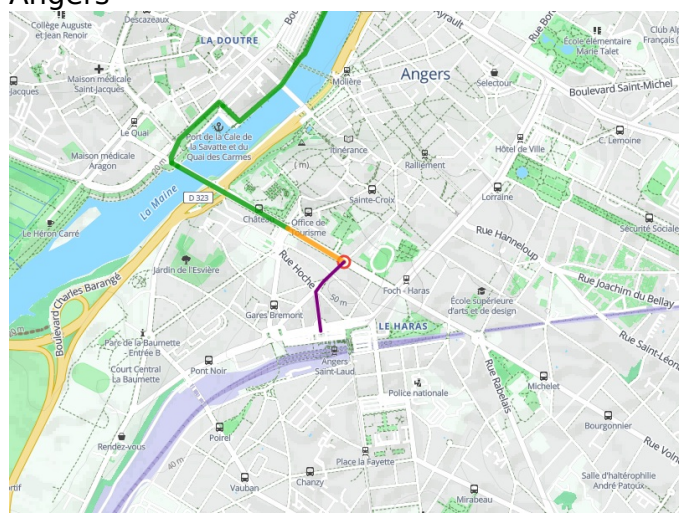 Angers
Collège Auguste
et Jean Renoir
Descazeaux
LA DOUTRE
Ayrault
École élémentaire
Marie Talet
Maison médicale
Saint-Jacques
Molière
Angers
Selectour
Boulevard Saint-Michel
-Jacques
Le Quai
Port de la Cale de
la Savatte et du
Quai des Carmes
Itinérance
Hôtel de Ville
C. Lemoine
Maison médicale
Aragon
Ralliement
La Maine
D 323
Sainte-Croix
Lorraine
Le Héron Carré
Château
Office de
Tourisme
Rue Hanneloup
Sécurité Sociale
Jardin de l'Esvière
Rue Hoche
50 m
Foch - Haras
École supérieure
d'arts et de design
Rue Joachim du Bellay
Boulevard Charles Barangé
Gares Bremont
LE HARAS
Parc de la Baumette
- Entrée B
Court Central
La Baumette
Pont Noir
Angers
Saint-Laud
Rue Saint-Léona
Police nationale
Rue Rabelais
Michelet
Bourgonnier
Rendez-vous
Poirel
40 m
Place la Fayette
Rue Voln
Vauban
Chanzy
Mirabeau
Salle d'haltérophilie
André Patoux